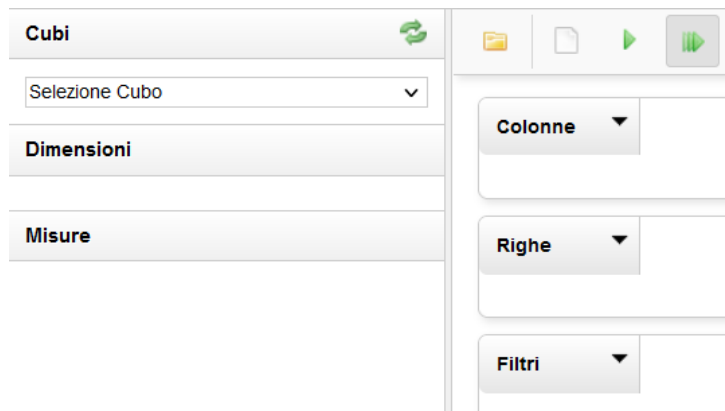 Cubi
Selezione Cubo
Dimensioni
Misure
Colonne
Righe
Filtri